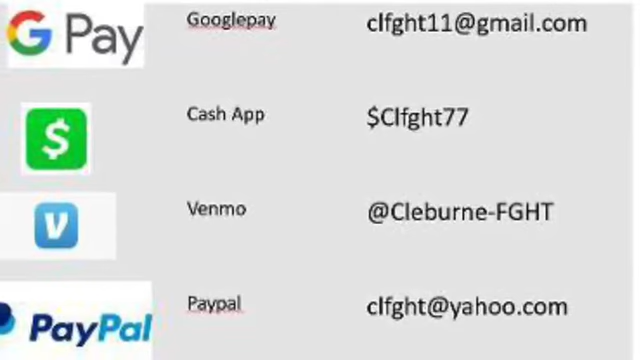 G Pay Googlepay clfght11@gmail.com
$ Cash App $Clfght77
V Venmo @Cleburne-FGHT
PayPal Paypal clfght@yahoo.com